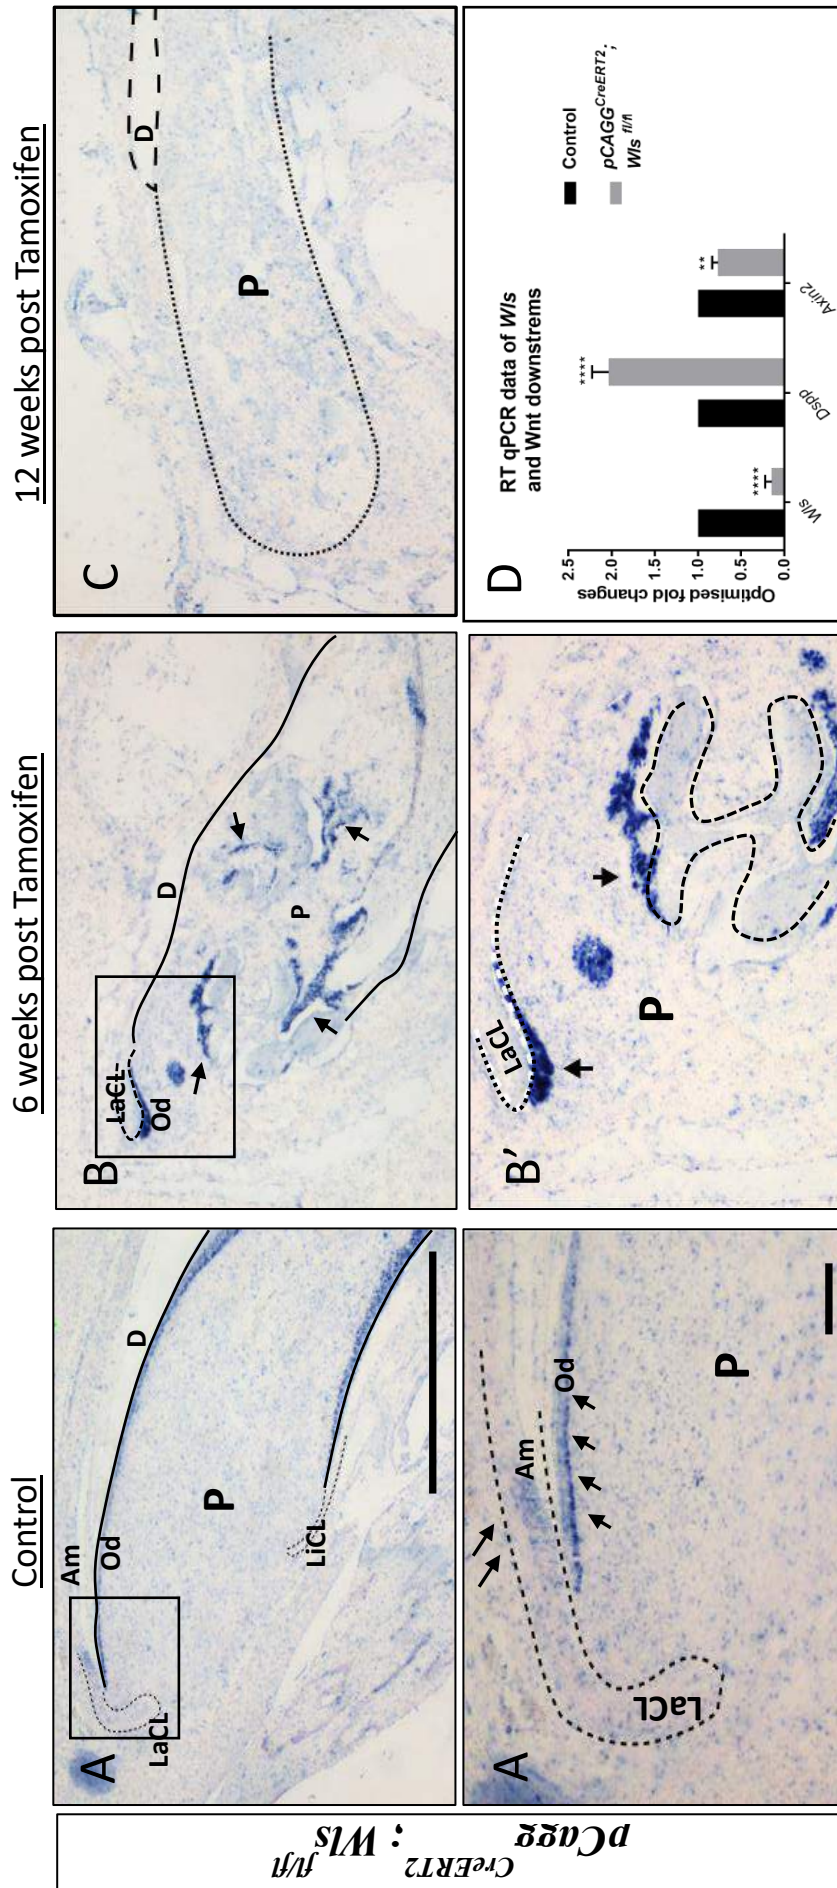 Control
6 weeks post Tamoxifen
12 weeks post Tamoxifen
pCagg CreERT2 ; Wls fl/fl
A
Am
Od
D
LaCL
P
LiCL
B
LaCL
Od
D
P
C
D
P
A
Am
Od
LaCL
P
B'
LaCL
P
D
RT qPCR data of Wls
and Wnt downstrems
Optimised fold changes
2.5
2.0
1.5
1.0
0.5
0.0
****
****
**
Wls
Dspp
Axin2
Control
pCAGG CreERT2;
Wls fl/fl